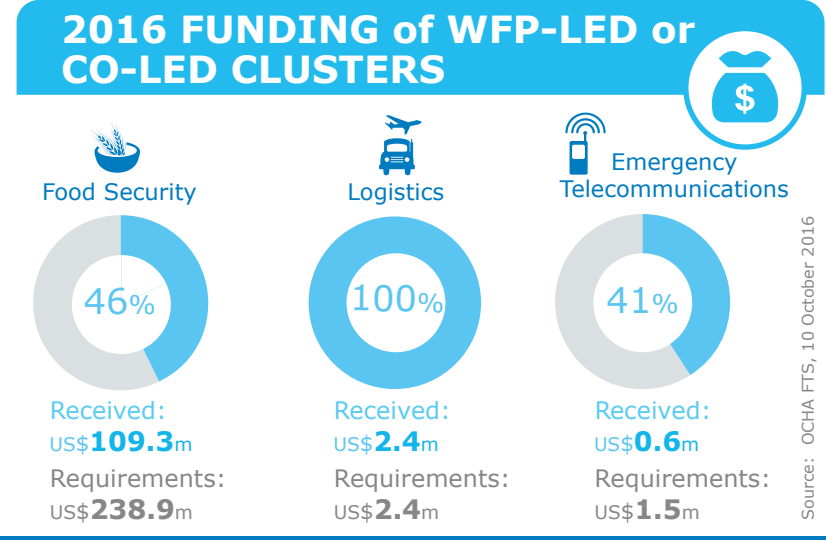 2016 FUNDING of WFP-LED or
CO-LED CLUSTERS
$
Food Security
46%
Received:
US$109.3m
Requirements:
US$238.9m
Logistics
100%
Received:
US$2.4m
Requirements:
US$2.4m
Emergency
Telecommunications
41%
Received:
US$0.6m
Requirements:
US$1.5m
Source: OCHA FTS, 10 October 2016